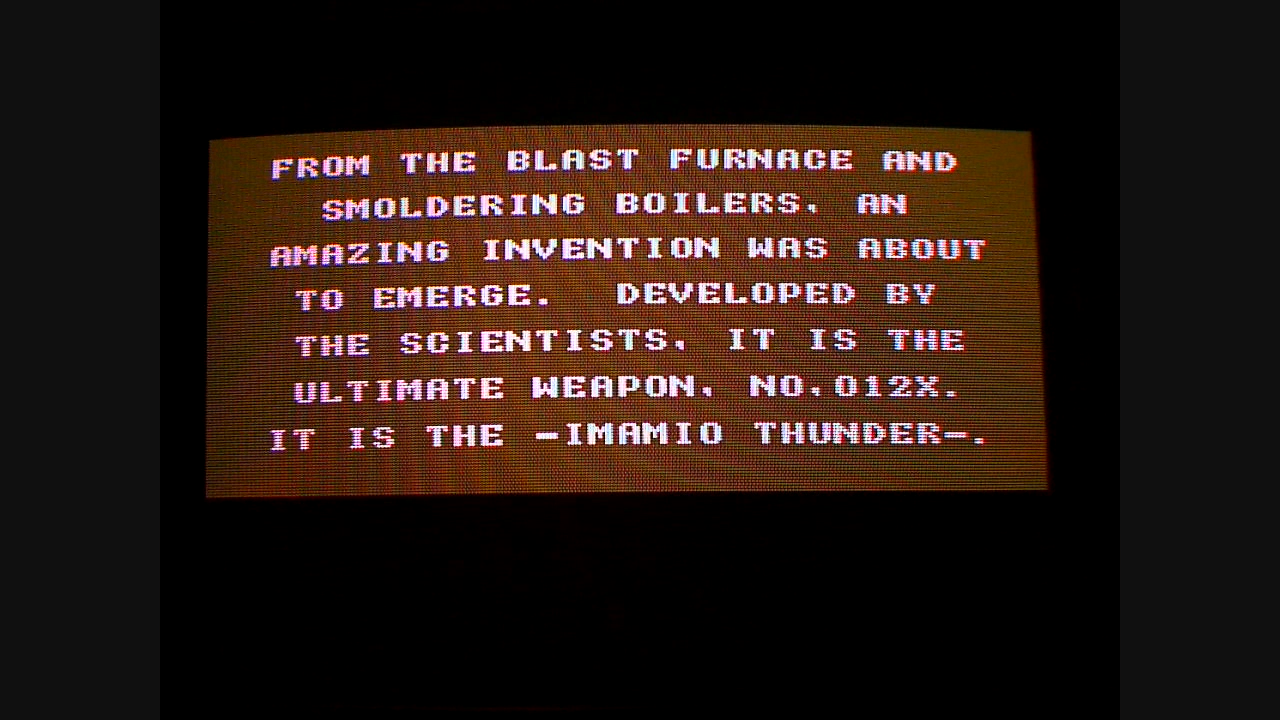 FROM THE BLAST FURNACE AND
SMOLDERING BOILERS, AN
AMAZING INVENTION WAS ABOUT
TO EMERGE.  DEVELOPED BY
THE SCIENTISTS, IT IS THE
ULTIMATE WEAPON, NO.012X.
IT IS THE -IMAMIO THUNDER-.